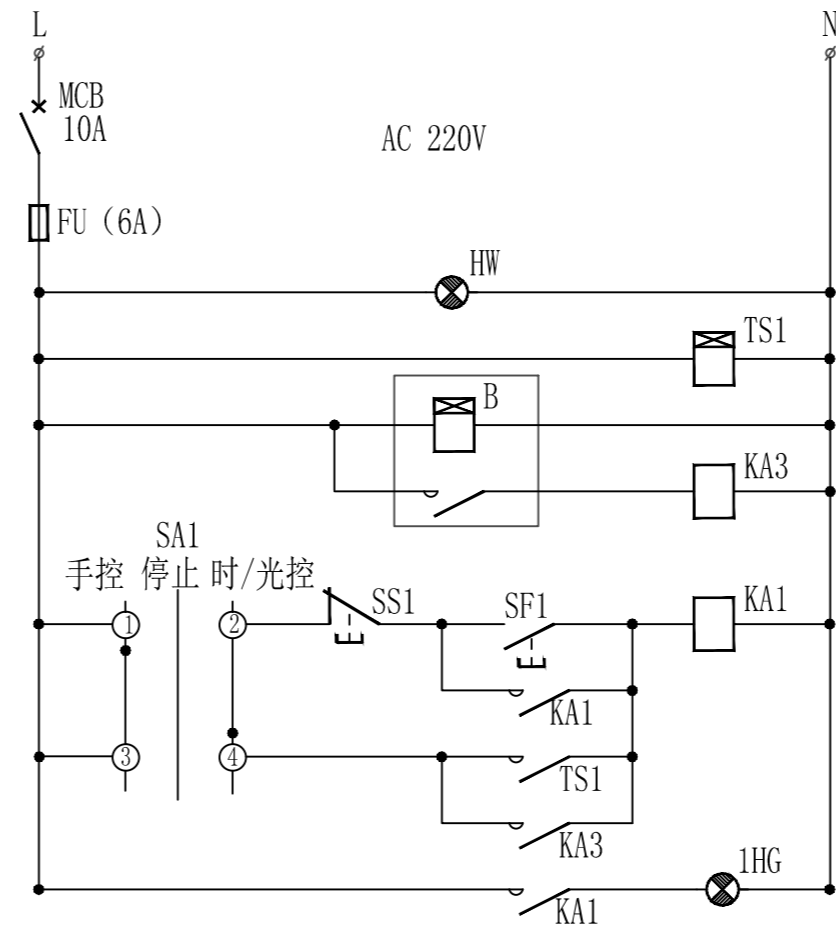 L
N
MCB
10A
AC 220V
FU（6A）
HW
TS1
B
KA3
SA1
手控 停止 时/光控
① ② SS1 SF1 KA1
KA1
③ ④ TS1
KA3
1HG
KA1